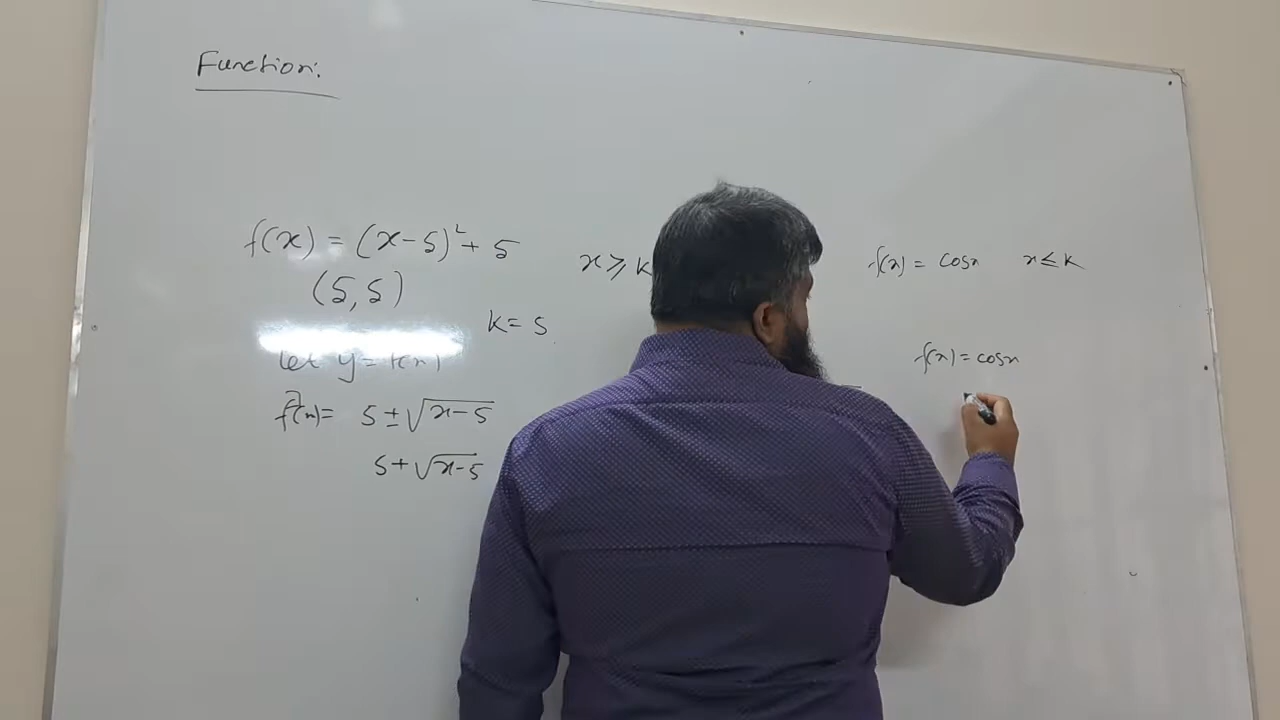 Function:
f(x) = (x-5)² + 5
x ≥ k
(5, 5)
k = 5
let y = f(x)
f⁻¹(x) = 5 ± √(x-5)
5 + √(x-5)
f(x) = cosx x ≤ k
f(x) = cosx